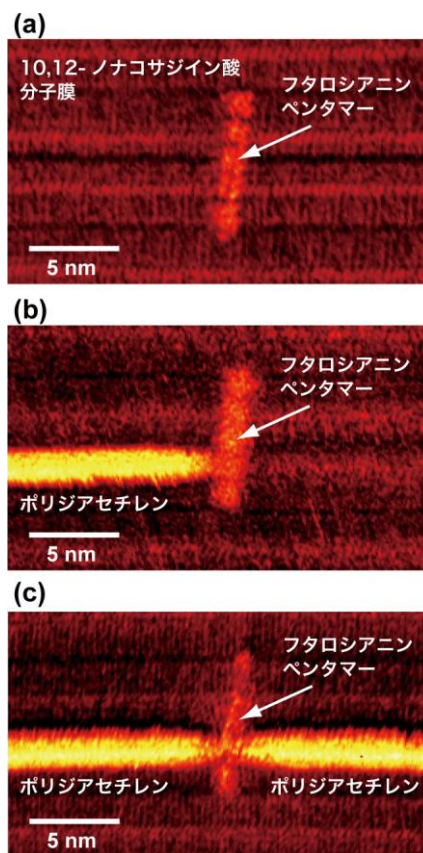 (a)
10,12- ノナコサジイン酸
分子膜
フタロシアニン
ペンタマー
5 nm
(b)
フタロシアニン
ペンタマー
ポリジアセチレン
5 nm
(c)
フタロシアニン
ペンタマー
ポリジアセチレン
ポリジアセチレン
5 nm